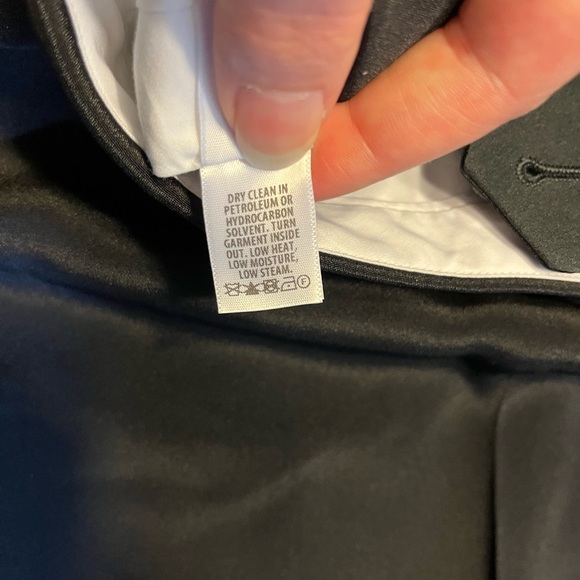 DRY CLEAN IN
PETROLEUM OR
HYDROCARBON
SOLVENT. TURN
GARMENT INSIDE
OUT. LOW HEAT,
LOW MOISTURE,
LOW STEAM.
F